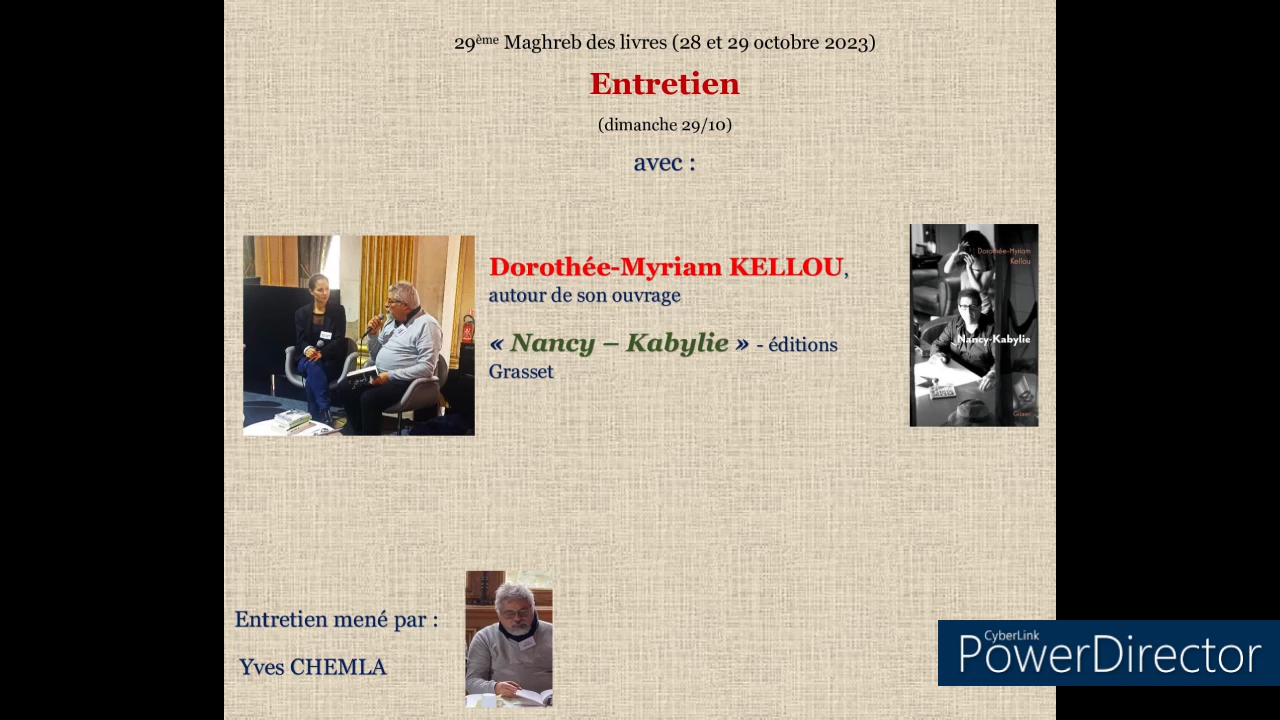 29ème Maghreb des livres (28 et 29 octobre 2023)
Entretien
(dimanche 29/10)
avec :
Dorothée-Myriam KELLOU,
autour de son ouvrage
« Nancy – Kabylie » - éditions
Grasset
Dorothée-Myriam
Kellou
Nancy-Kabylie
Grasset
Entretien mené par :
Yves CHEMLA
CyberLink
PowerDirector